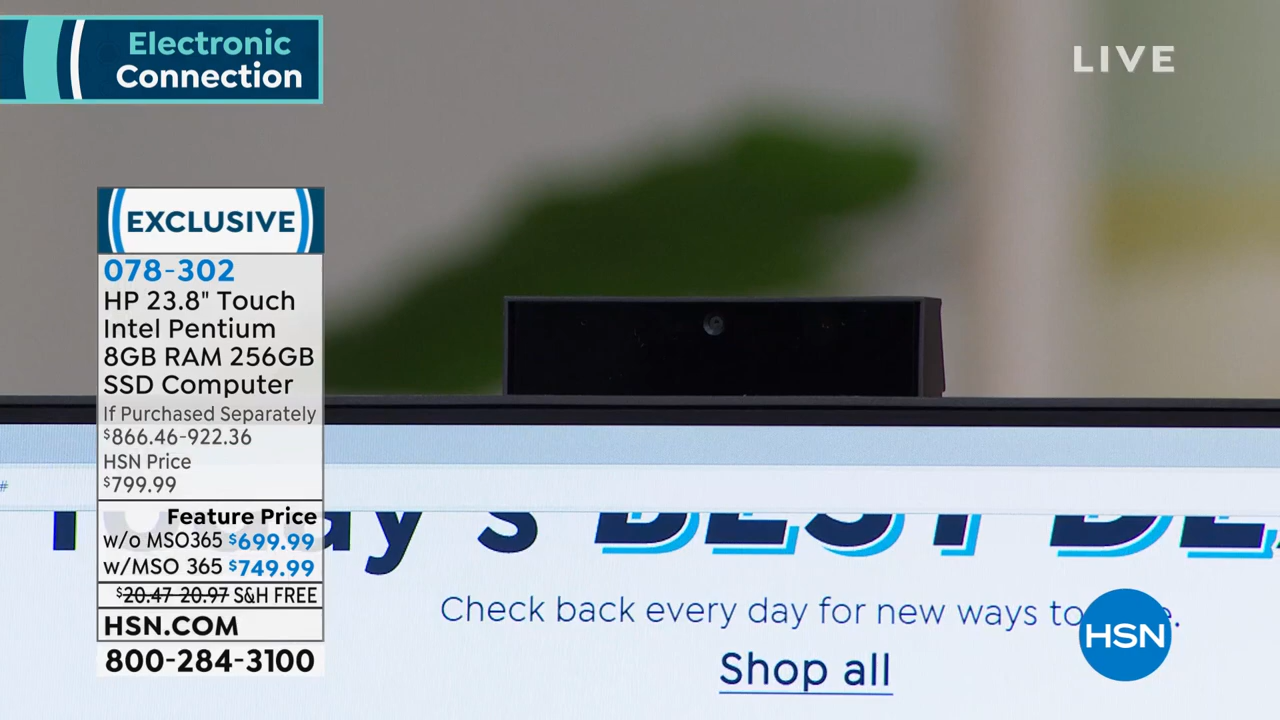 Electronic
Connection
LIVE
EXCLUSIVE
078-302
HP 23.8" Touch
Intel Pentium
8GB RAM 256GB
SSD Computer
If Purchased Separately
$866.46-922.36
HSN Price
$799.99
Feature Price
w/o MSO365 $699.99
w/MSO 365 $749.99
$20.47-20.97 S&H FREE
HSN.COM
800-284-3100
#
Today's BEST
Check back every day for new ways to
Shop all
HSN